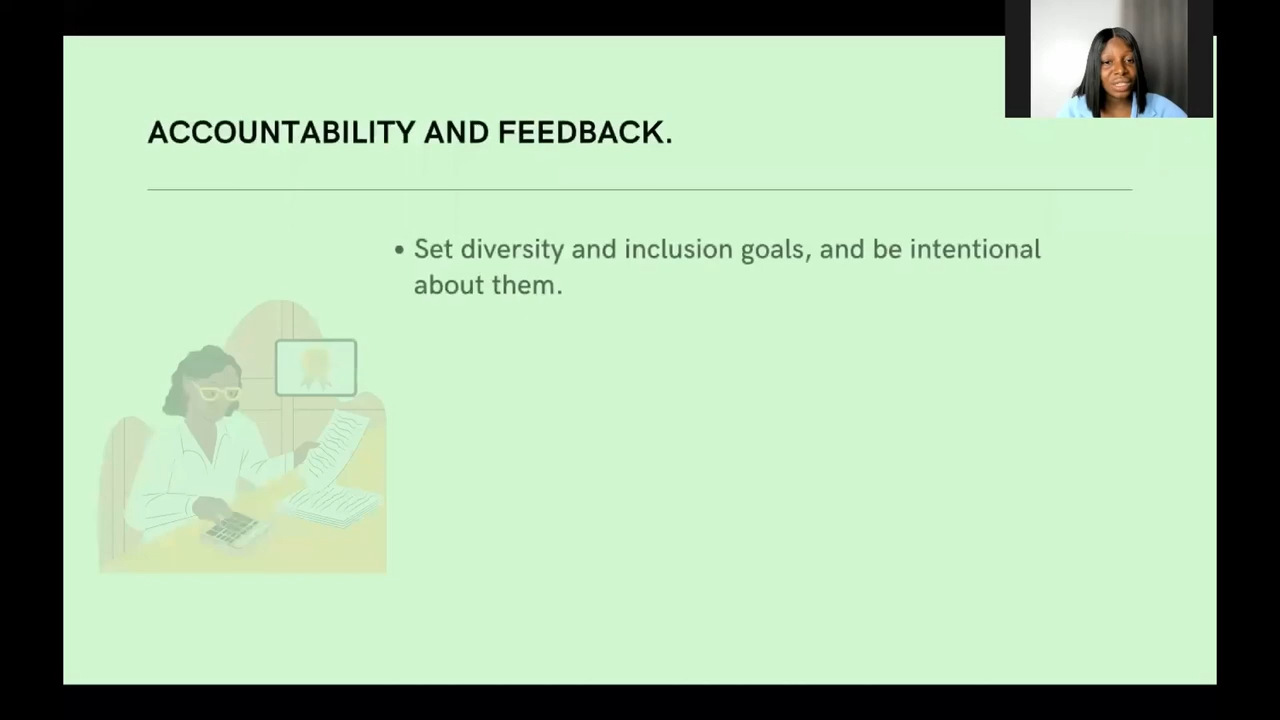 ACCOUNTABILITY AND FEEDBACK.
• Set diversity and inclusion goals, and be intentional
about them.